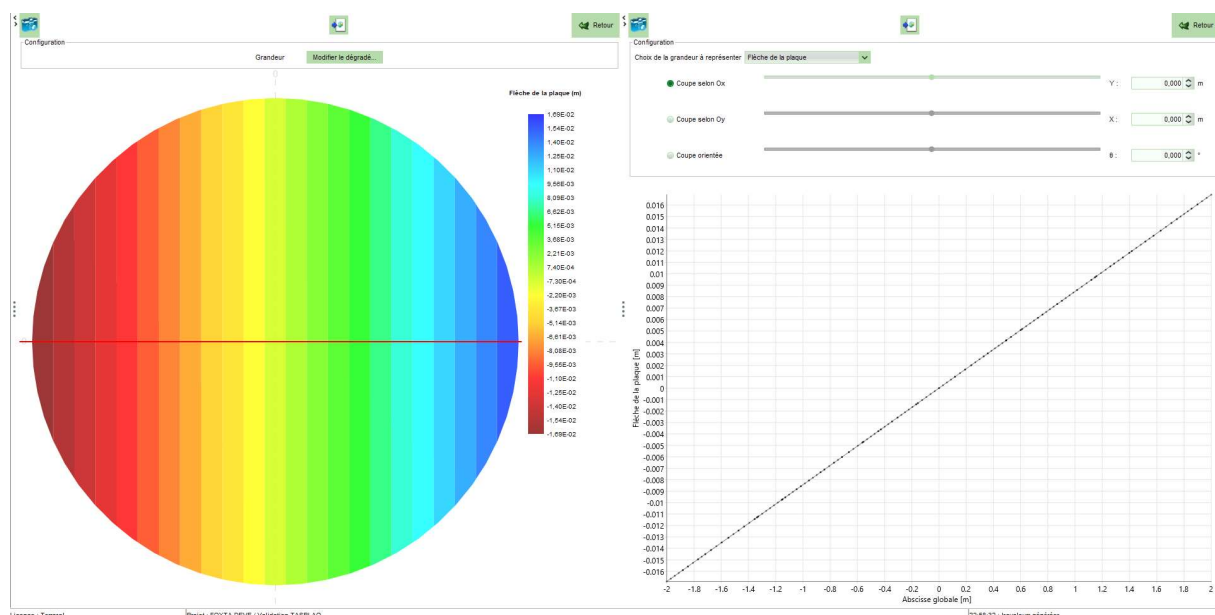 Retour
Configuration
Grandeur Modifier le dégradé...
0
Flèche de la plaque (m)
1,69E-02
1,54E-02
1,40E-02
1,25E-02
1,10E-02
9,56E-03
8,09E-03
6,62E-03
5,15E-03
3,68E-03
2,21E-03
7,40E-04
-7,30E-04
-2,20E-03
-3,67E-03
-5,14E-03
-6,61E-03
-8,08E-03
-9,55E-03
-1,10E-02
-1,25E-02
-1,40E-02
-1,54E-02
-1,69E-02
Retour
Configuration
Choix de la grandeur à représenter Flèche de la plaque
Coupe selon Ox Y : 0,000 m
Coupe selon Oy X : 0,000 m
Coupe orientée θ : 0,000 °
Flèche de la plaque [m]
0.016
0.015
0.014
0.013
0.012
0.011
0.01
0.009
0.008
0.007
0.006
0.005
0.004
0.003
0.002
0.001
0
-0.001
-0.002
-0.003
-0.004
-0.005
-0.006
-0.007
-0.008
-0.009
-0.01
-0.011
-0.012
-0.013
-0.014
-0.015
-0.016
-2 -1.8 -1.6 -1.4 -1.2 -1 -0.8 -0.6 -0.4 -0.2 0 0.2 0.4 0.6 0.8 1 1.2 1.4 1.6 1.8 2
Abscisse globale [m]